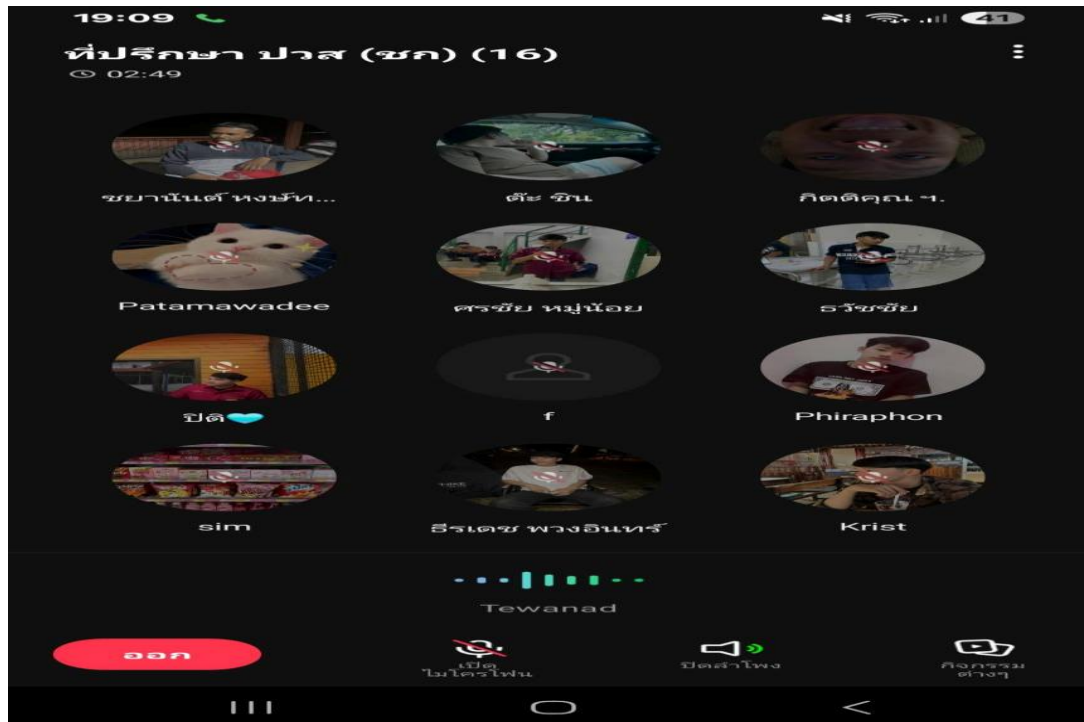 19:09
41
ที่ปรึกษา ปวส (ชก) (16)
02:49
ชยานันต์ หงษ์ท...
ต๊ะ ชิน
กิตติคุณ ฯ.
Patamawadee
ศรชัย หมู่น้อย
ธวัชชัย
ปิติ🩵
f
Phiraphon
sim
ธีรเดช พวงอินทร์
Krist
Tewanad
ออก
เปิด
ไมโครโฟน
ปิดลำโพง
กิจกรรม
ต่างๆ